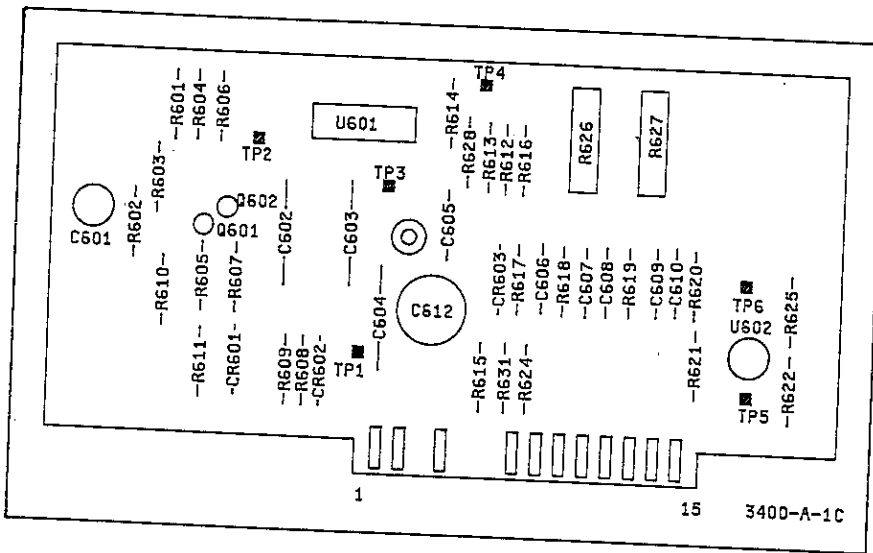 TP4
-R601-
-R604-
-R606-
U601
-R614-
R626
R627
TP2
-R628-
-R613-
-R612-
-R616-
-R603-
TP3
C601
-R602-
Q602
Q601
-C602-
-C603-
-C605-
-R610-
-R605-
-R607-
-C604-
C612
-CR603-
-R617-
-C606-
-R618-
-C607-
-C608-
-R619-
-C609-
-C610-
-R620-
TP6
U602
-R625-
-R611-
-CR601-
-R609-
-R608-
-CR602-
TP1
-R615-
-R631-
-R624-
-R621-
-R622-
TP5
1
15
3400-A-1C